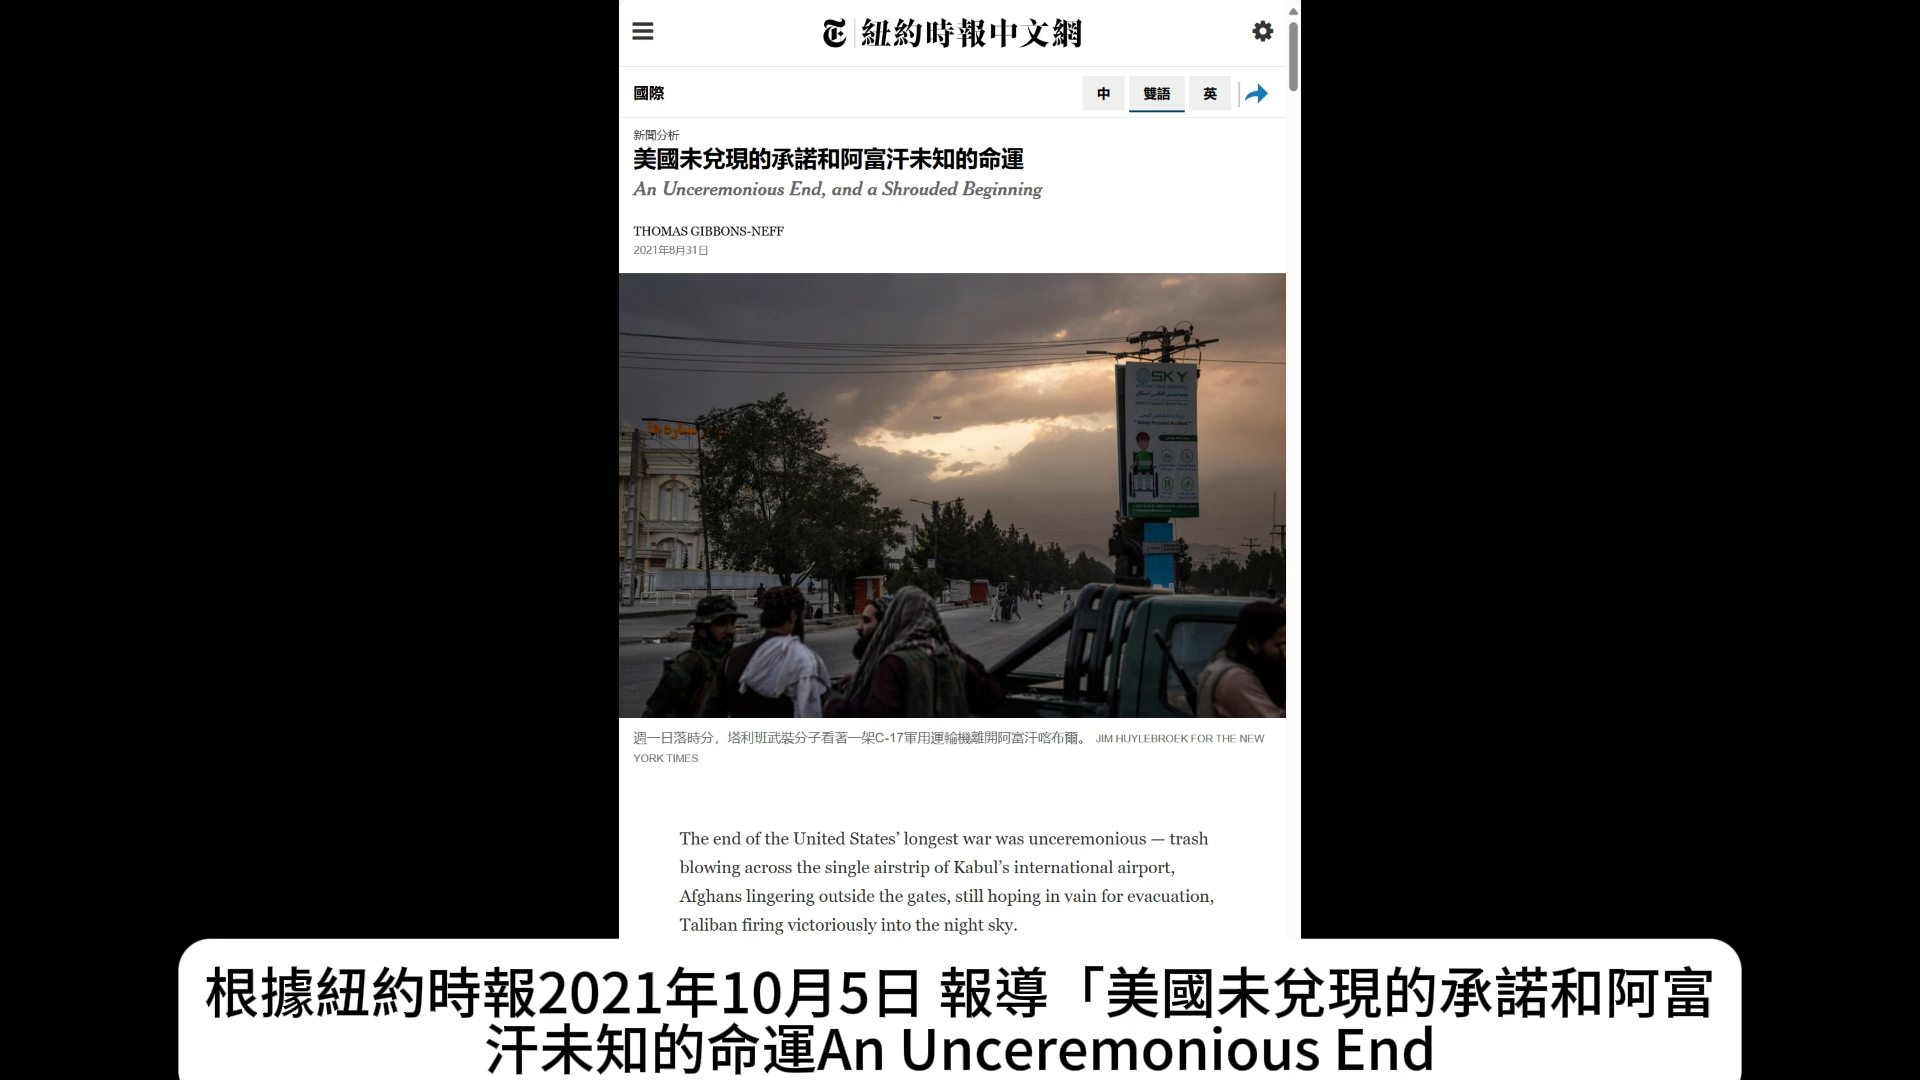 紐約時報中文網
國際
中 雙語 英
新聞分析
美國未兌現的承諾和阿富汗未知的命運
An Unceremonious End, and a Shrouded Beginning
THOMAS GIBBONS-NEFF
2021年8月31日
SKY
週一日落時分，塔利班武裝分子看著一架C-17軍用運輸機離開阿富汗喀布爾。 JIM HUYLEBROEK FOR THE NEW
YORK TIMES
The end of the United States’ longest war was unceremonious — trash
blowing across the single airstrip of Kabul’s international airport,
Afghans lingering outside the gates, still hoping in vain for evacuation,
Taliban firing victoriously into the night sky.
根據紐約時報2021年10月5日 報導「美國未兌現的承諾和阿富
汗未知的命運An Unceremonious End